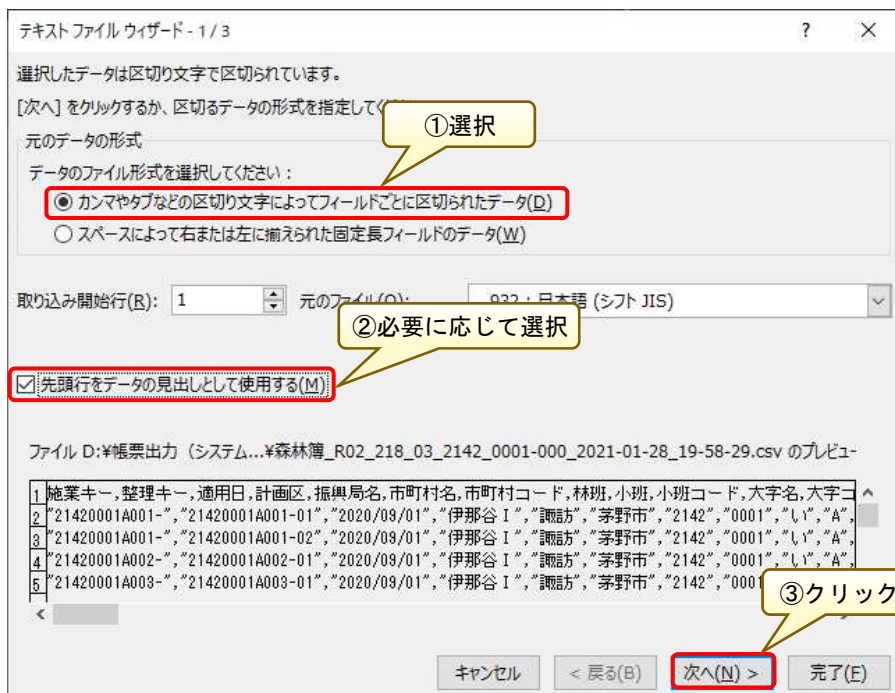 テキスト ファイル ウィザード - 1 / 3
選択したデータは区切り文字で区切られています。
[次へ] をクリックするか、区切るデータの形式を指定してく
①選択
元のデータの形式
データのファイル形式を選択してください：
カンマやタブなどの区切り文字によってフィールドごとに区切られたデータ(D)
スペースによって右または左に揃えられた固定長フィールドのデータ(W)
取り込み開始行(R): 1 元のファイル(O): 932 : 日本語 (シフト JIS)
②必要に応じて選択
先頭行をデータの見出しとして使用する(M)
ファイル D:¥帳票出力（システム...¥森林簿_R02_218_03_2142_0001-000_2021-01-28_19-58-29.csv のプレビュー
1 施業キー,整理キー,適用日,計画区,振興局名,市町村名,市町村コード,林班,小班,小班コード,大字名,大字コ
2 "21420001A001-","21420001A001-01","2020/09/01","伊那谷Ⅰ","諏訪","茅野市","2142","0001","い","A",
3 "21420001A001-","21420001A001-02","2020/09/01","伊那谷Ⅰ","諏訪","茅野市","2142","0001","い","A",
4 "21420001A002-","21420001A002-01","2020/09/01","伊那谷Ⅰ","諏訪","茅野市","2142","0001","い","A",
5 "21420001A003-","21420001A003-01","2020/09/01","伊那谷Ⅰ","諏訪","茅野市","2142","0001
③クリック
キャンセル < 戻る(B) 次へ(N) > 完了(F)